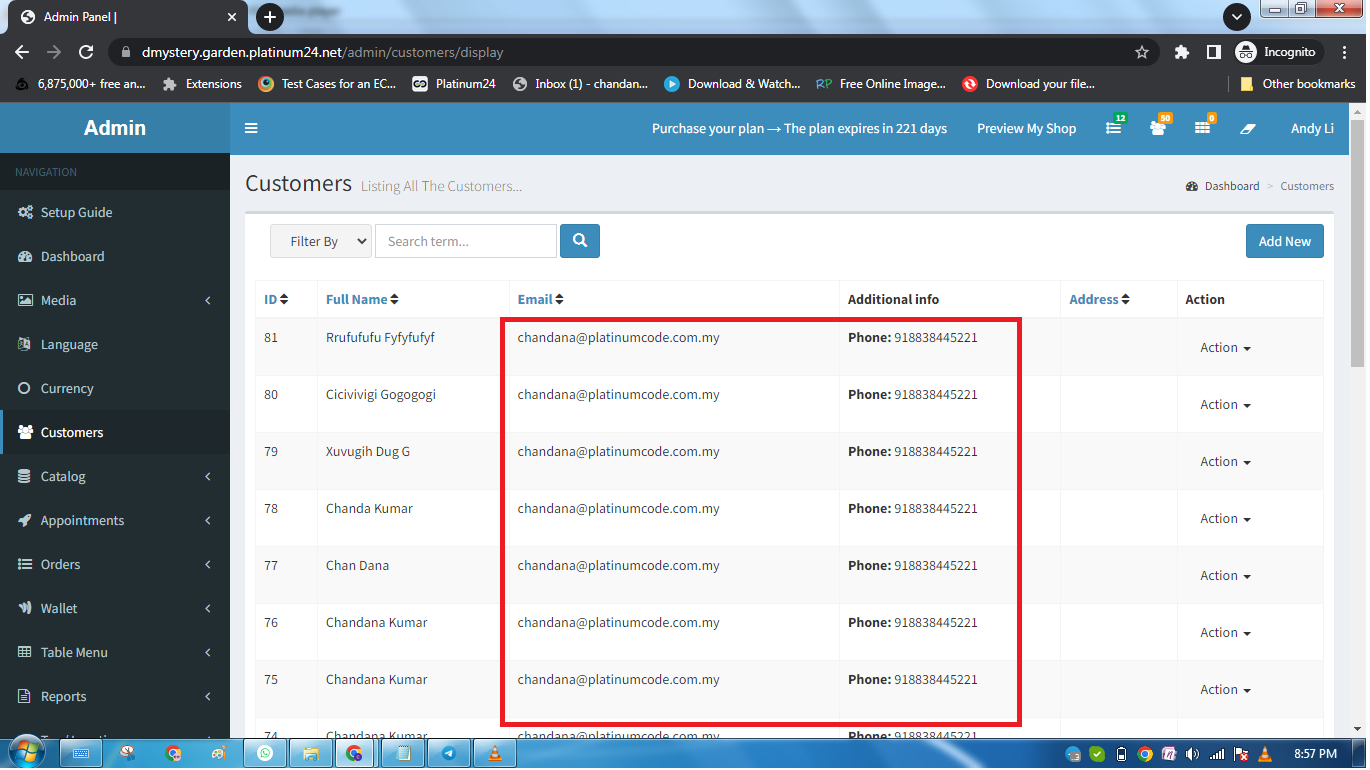 Admin Panel |
dmystery.garden.platinum24.net/admin/customers/display
Incognito
6,875,000+ free an...
Extensions
Test Cases for an EC...
Platinum24
Inbox (1) - chandan...
Download & Watch...
Free Online Image...
Download your file...
Other bookmarks
Admin
Purchase your plan → The plan expires in 221 days
Preview My Shop
12
50
0
Andy Li
NAVIGATION
Setup Guide
Dashboard
Media
Language
Currency
Customers
Catalog
Appointments
Orders
Wallet
Table Menu
Reports
Customers Listing All The Customers...
Dashboard > Customers
Filter By
Search term...
Add New
ID Full Name Email Additional info Address Action
81 Rrufufufu Fyfyfufyf chandana@platinumcode.com.my Phone: 918838445221 Action
80 Cicivivigi Gogogogi chandana@platinumcode.com.my Phone: 918838445221 Action
79 Xuvugih Dug G chandana@platinumcode.com.my Phone: 918838445221 Action
78 Chanda Kumar chandana@platinumcode.com.my Phone: 918838445221 Action
77 Chan Dana chandana@platinumcode.com.my Phone: 918838445221 Action
76 Chandana Kumar chandana@platinumcode.com.my Phone: 918838445221 Action
75 Chandana Kumar chandana@platinumcode.com.my Phone: 918838445221 Action
74 Chandana Kumar chandana@platinumcode.com.my Phone: 918838445221
8:57 PM